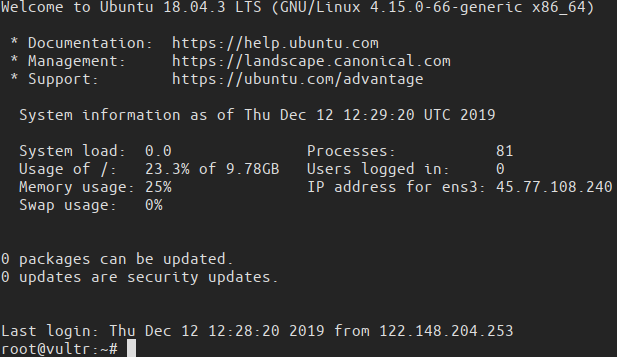 Welcome to Ubuntu 18.04.3 LTS (GNU/Linux 4.15.0-66-generic x86_64)
* Documentation:  https://help.ubuntu.com
* Management:     https://landscape.canonical.com
* Support:        https://ubuntu.com/advantage
System information as of Thu Dec 12 12:29:20 UTC 2019
System load:  0.0               Processes:           81
Usage of /:   23.3% of 9.78GB   Users logged in:     0
Memory usage: 25%               IP address for ens3: 45.77.108.240
Swap usage:   0%
0 packages can be updated.
0 updates are security updates.
Last login: Thu Dec 12 12:28:20 2019 from 122.148.204.253
root@vultr:~#